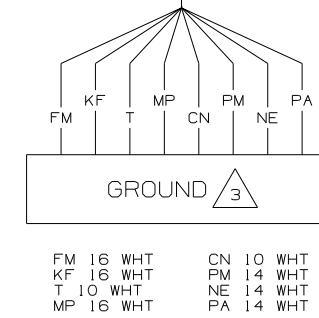 KF MP PM PA
FM T CN NE
GROUND 3
FM 16 WHT CN 10 WHT
KF 16 WHT PM 14 WHT
T 10 WHT NE 14 WHT
MP 16 WHT PA 14 WHT